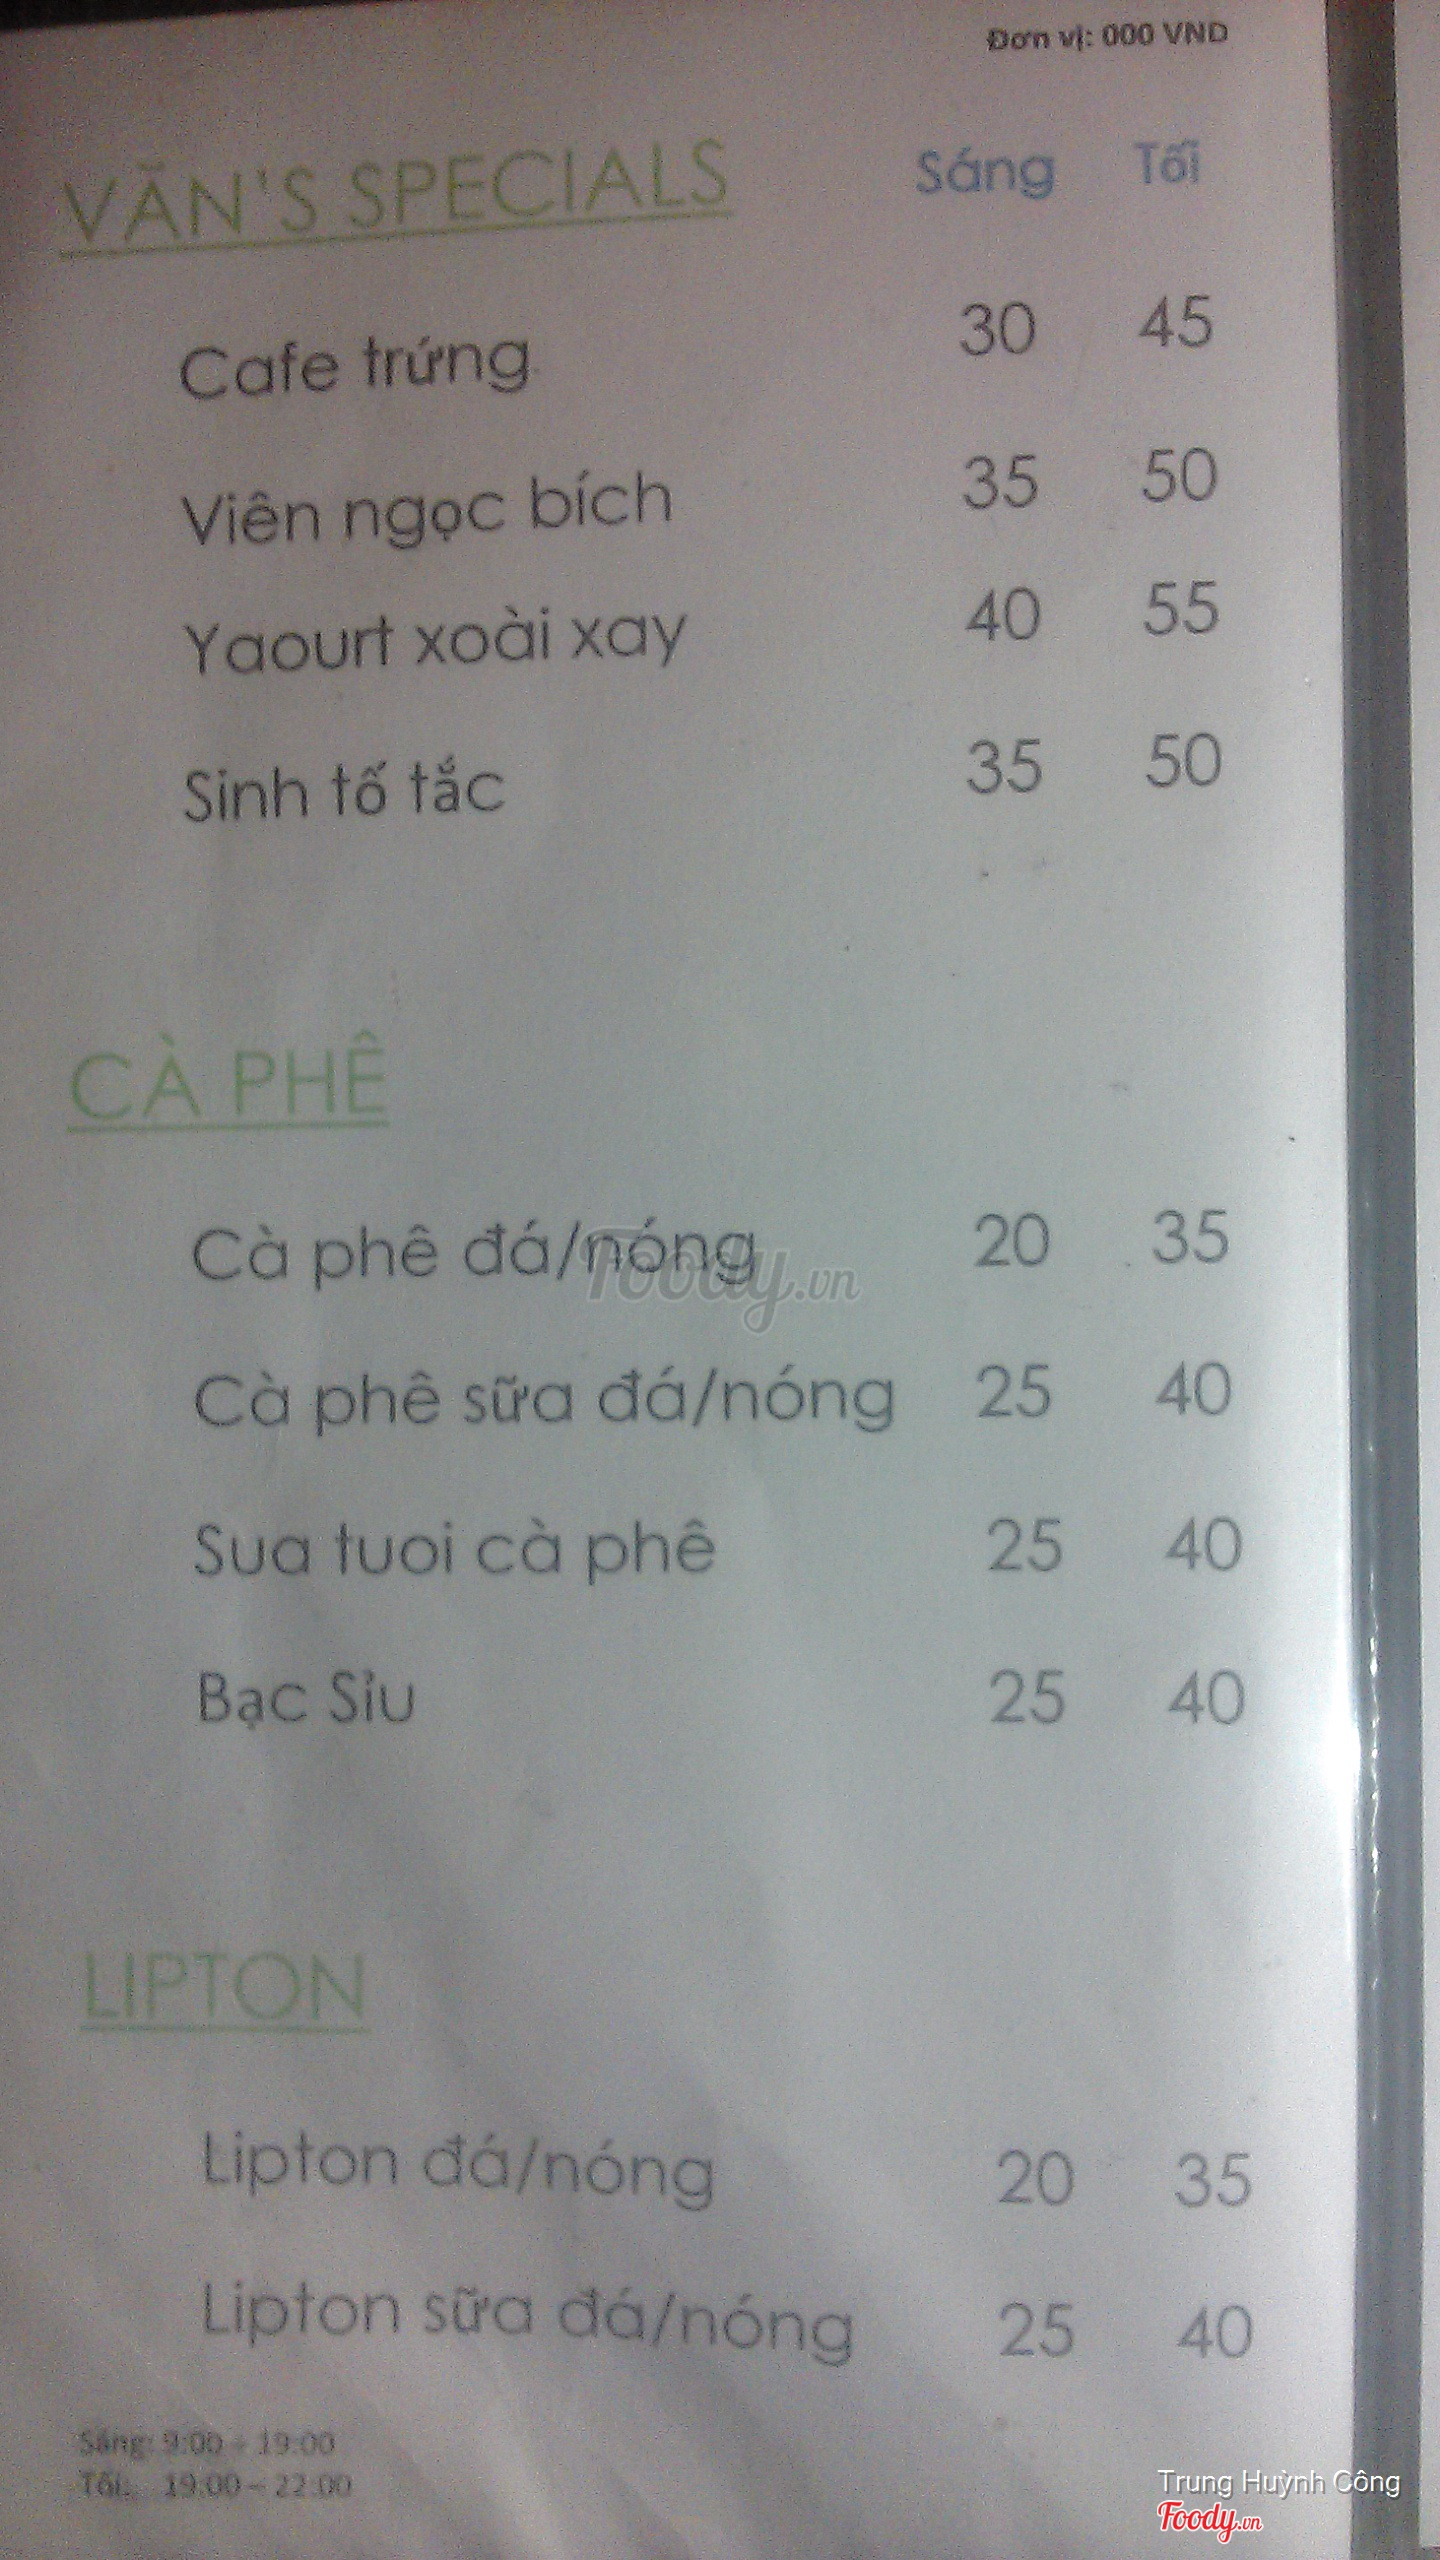 Đơn vị: 000 VND
VĂN'S SPECIALS Sáng Tối
Cafe trứng 30 45
Viên ngọc bích 35 50
Yaourt xoài xay 40 55
Sinh tố tắc 35 50
CÀ PHÊ
Cà phê đá/nóng 20 35
Foody.vn
Cà phê sữa đá/nóng 25 40
Sua tuoi cà phê 25 40
Bạc Sỉu 25 40
LIPTON
Lipton đá/nóng 20 35
Lipton sữa đá/nóng 25 40
Sáng: 9:00 – 19:00
Tối: 19:00 – 22:00
Trung Huỳnh Công
Foody.vn